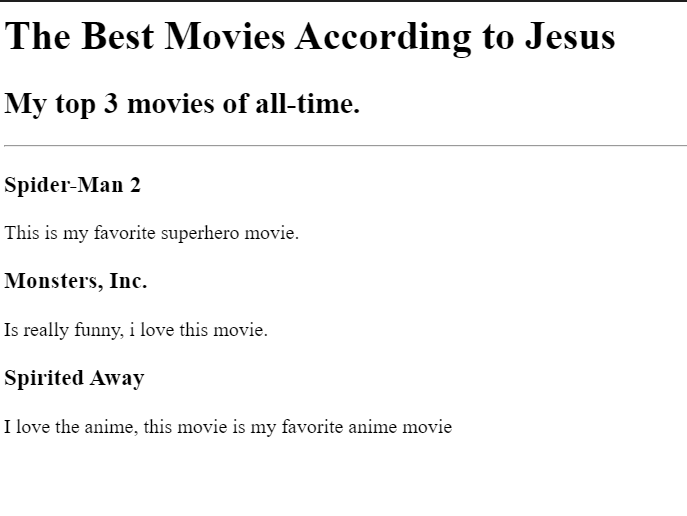 The Best Movies According to Jesus
My top 3 movies of all-time.
Spider-Man 2
This is my favorite superhero movie.
Monsters, Inc.
Is really funny, i love this movie.
Spirited Away
I love the anime, this movie is my favorite anime movie